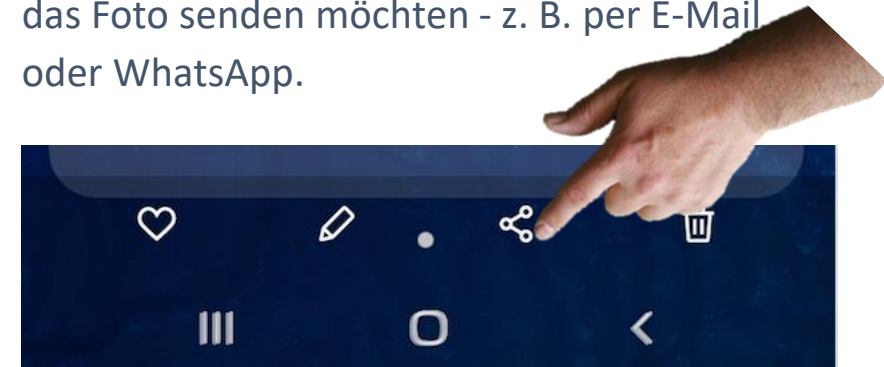 das Foto senden möchten - z. B. per E-Mail
oder WhatsApp.